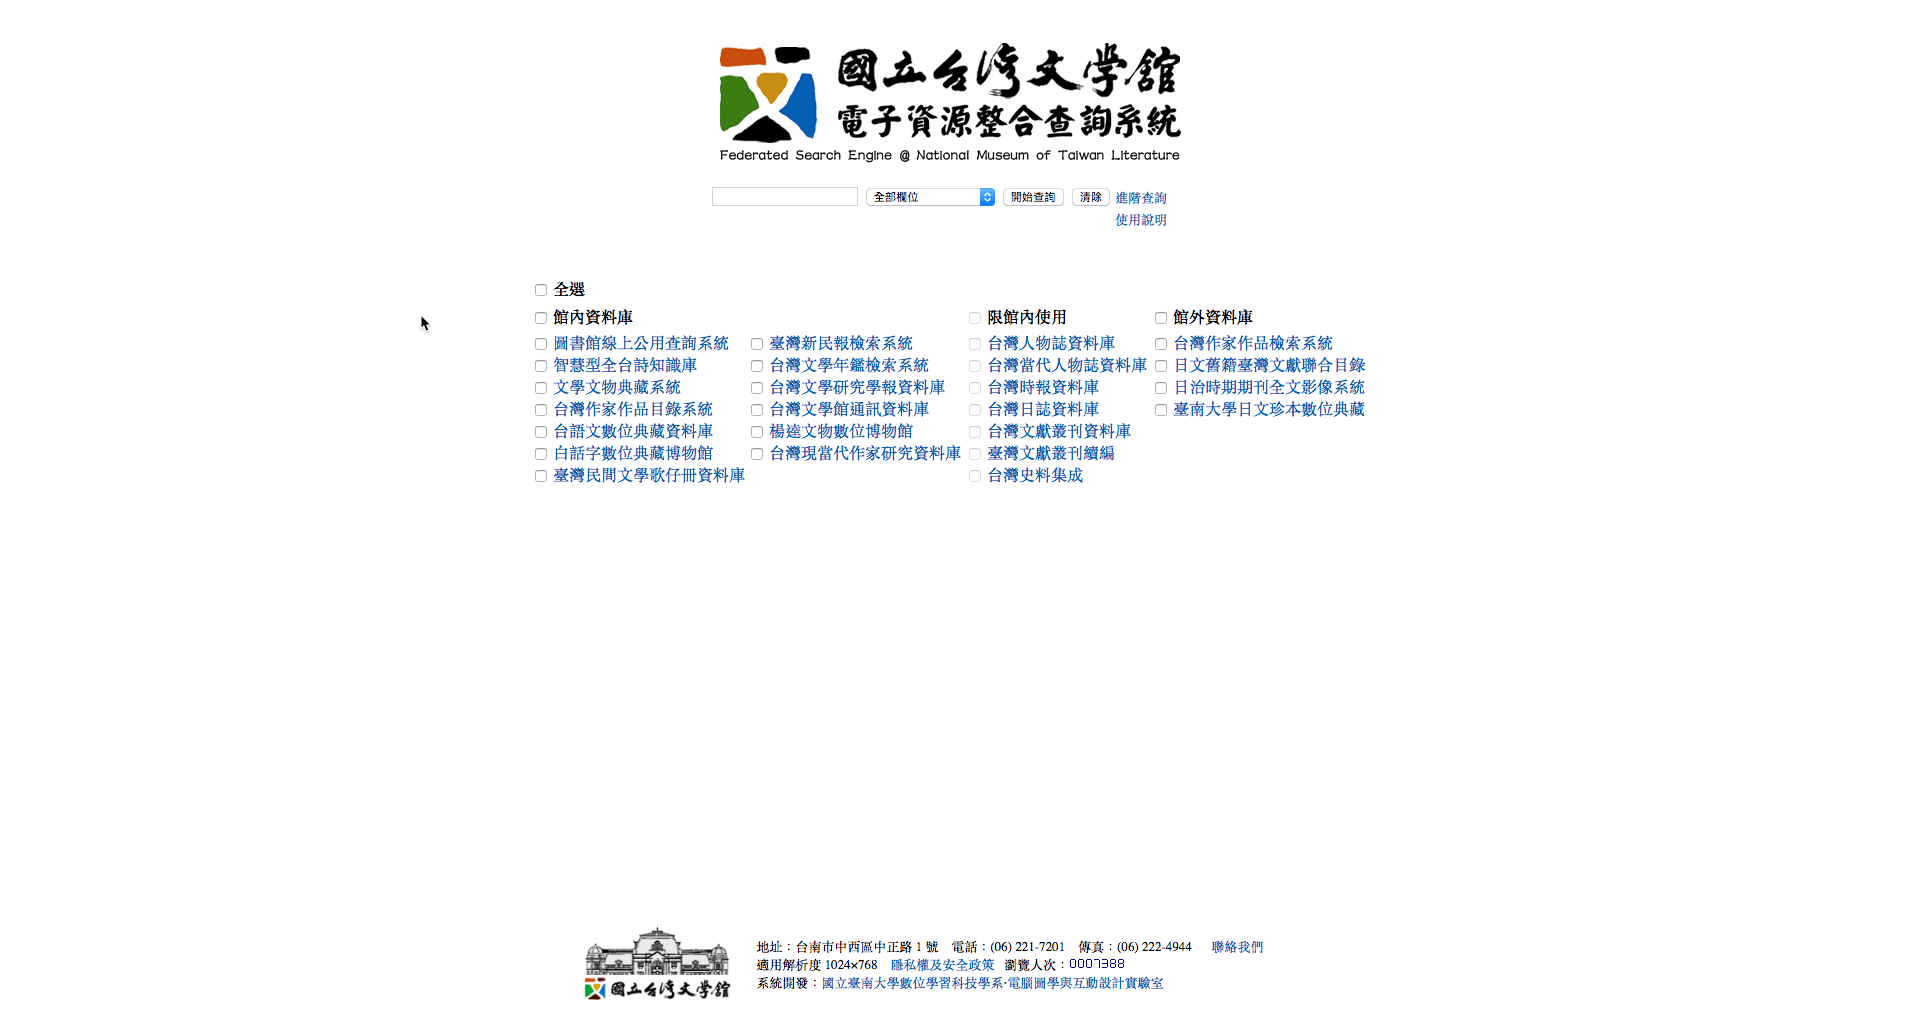 國立台灣文学館
電子資源整合查詢系統
Federated Search Engine @ National Museum of Taiwan Literature
全部欄位 開始查詢 清除 進階查詢
使用說明
全選
館內資料庫 限館內使用 館外資料庫
圖書館線上公用查詢系統 臺灣新民報檢索系統 台灣人物誌資料庫 台灣作家作品檢索系統
智慧型全台詩知識庫 台灣文學年鑑檢索系統 台灣當代人物誌資料庫 日文舊籍臺灣文獻聯合目錄
文學文物典藏系統 台灣文學研究學報資料庫 台灣時報資料庫 日治時期期刊全文影像系統
台灣作家作品目錄系統 台灣文學館通訊資料庫 台灣日誌資料庫 臺南大學日文珍本數位典藏
台語文數位典藏資料庫 楊逵文物數位博物館 台灣文獻叢刊資料庫
白話字數位典藏博物館 台灣現當代作家研究資料庫 臺灣文獻叢刊續編
臺灣民間文學歌仔冊資料庫 台灣史料集成
地址：台南市中西區中正路 1 號 電話：(06) 221-7201 傳真：(06) 222-4944 聯絡我們
適用解析度 1024×768 隱私權及安全政策 瀏覽人次：0007388
系統開發：國立臺南大學數位學習科技學系·電腦圖學與互動設計實驗室
國立台灣文学館